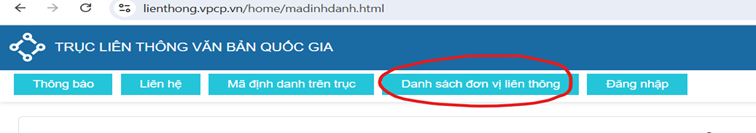 lienthong.vpcp.vn/home/madinhdanh.html
TRỤC LIÊN THÔNG VĂN BẢN QUỐC GIA
Thông báo Liên hệ Mã định danh trên trục Danh sách đơn vị liên thông Đăng nhập